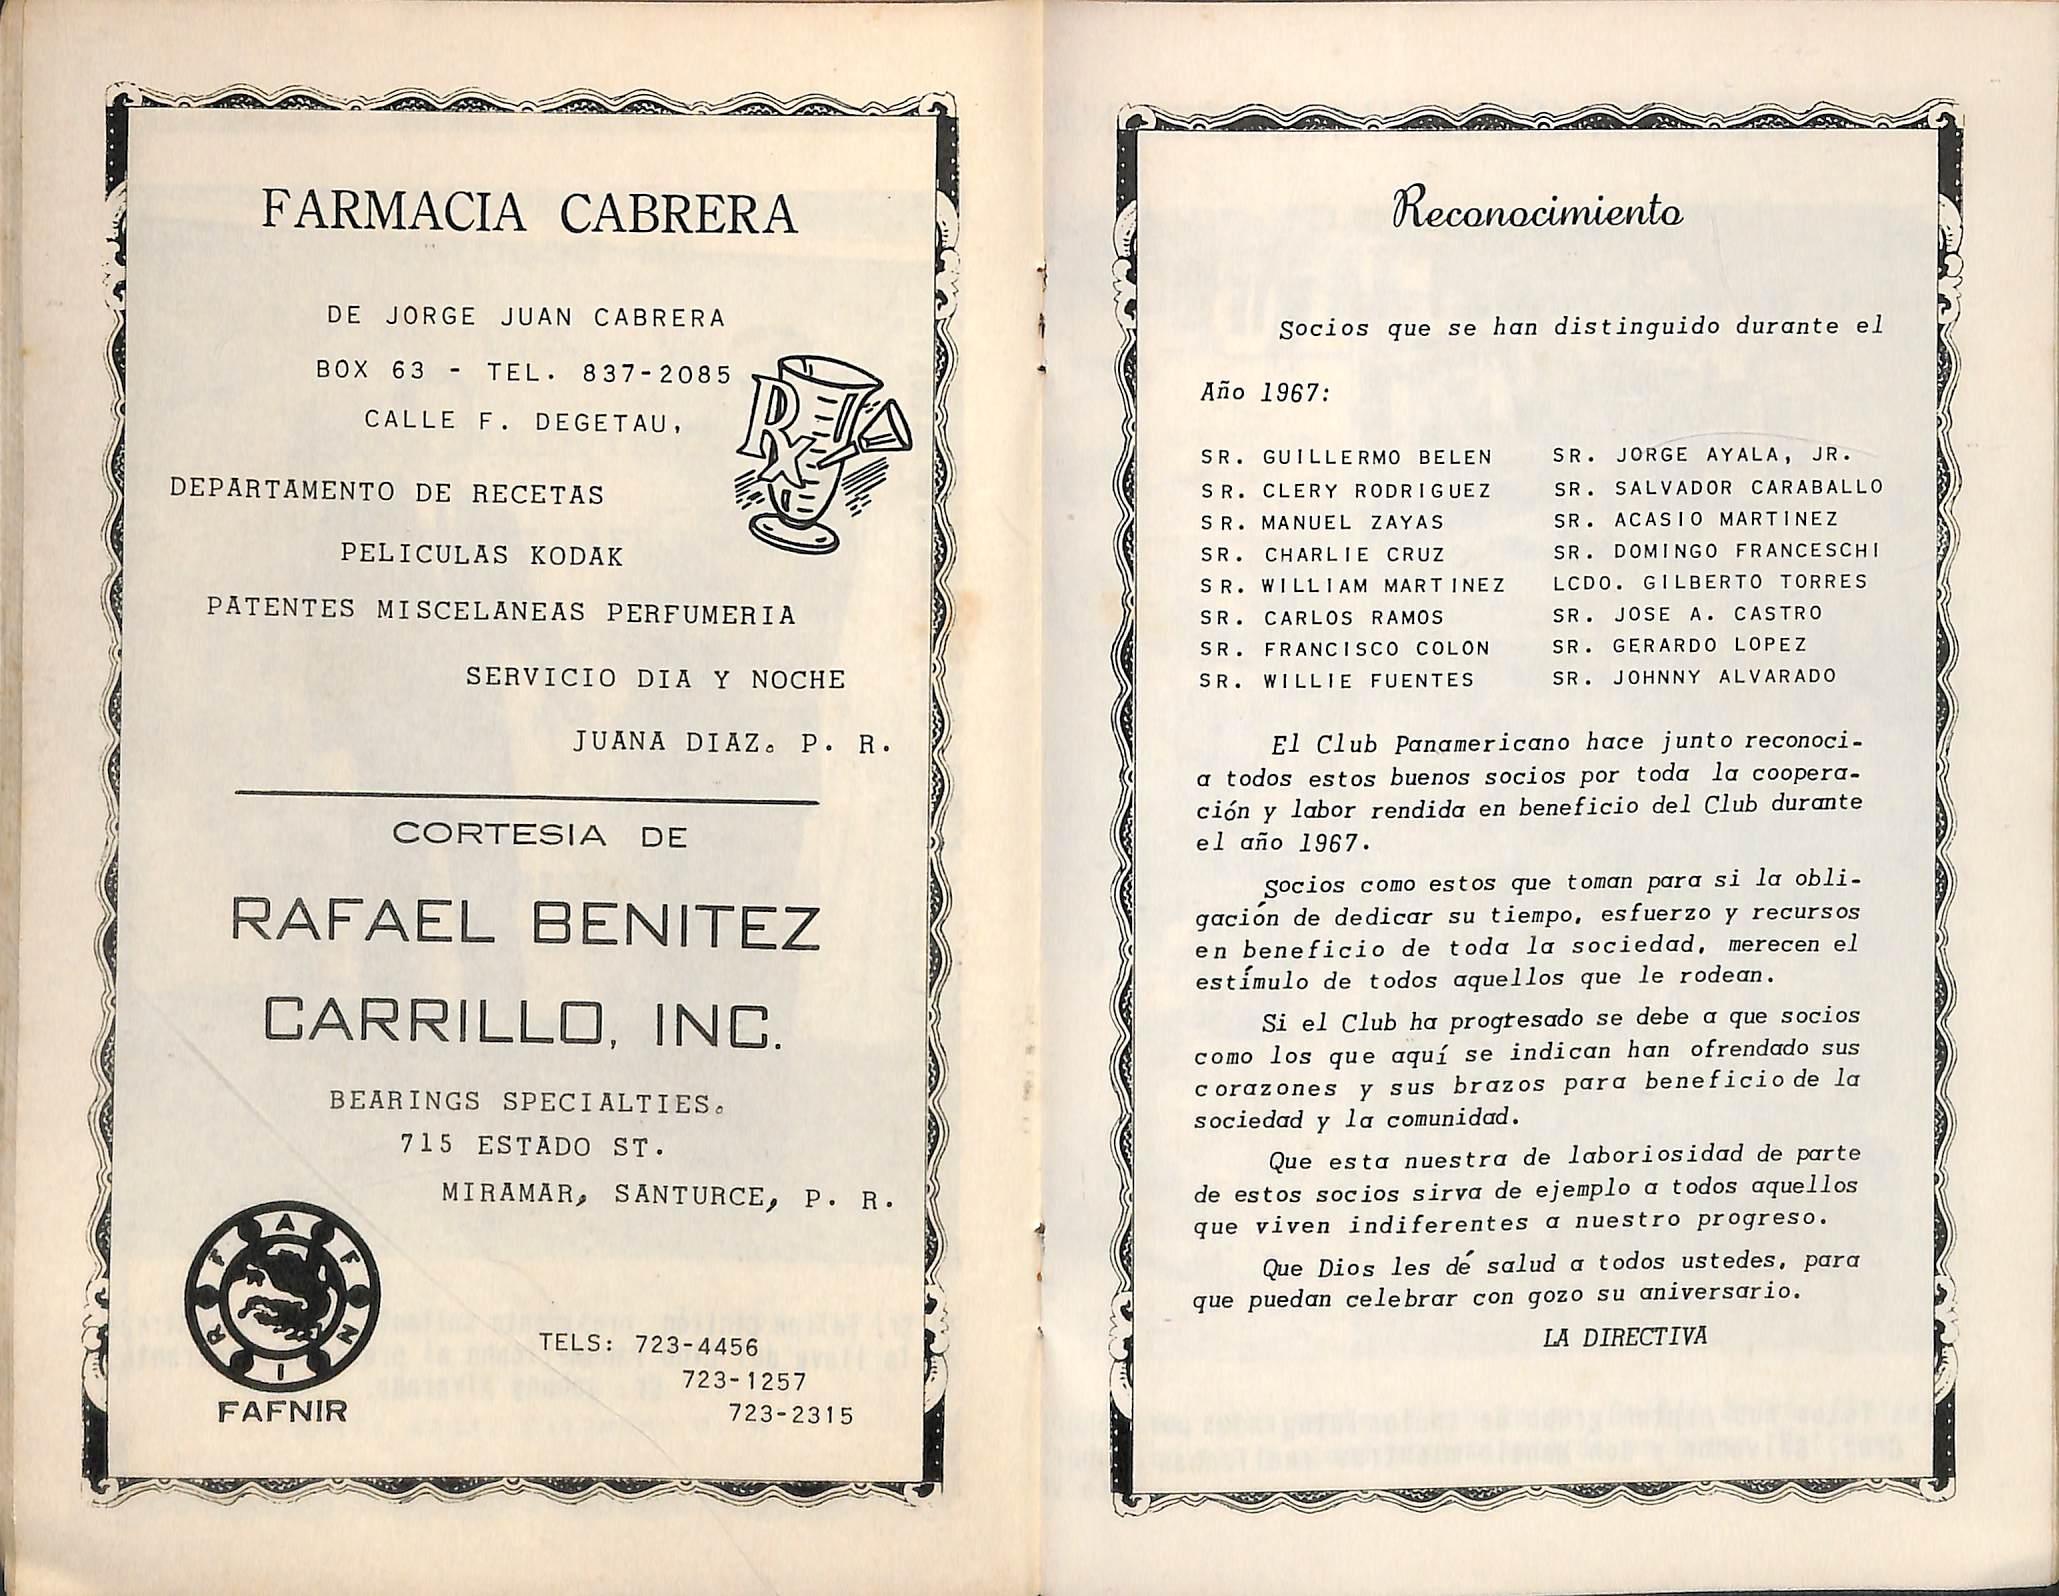 FARMACIA CABRERA
DE JORGE JUAN CABRERA
BOX 63 - TEL. 837-2085
CALLE F. DEGETAU,
Rx
DEPARTAMENTO DE RECETAS
PELICULAS KODAK
PATENTES MISCELANEAS PERFUMERIA
SERVICIO DIA Y NOCHE
JUANA DIAZ. P. R.
CORTESIA DE
RAFAEL BENITEZ
CARRILLO, INC.
BEARINGS SPECIALTIES.
715 ESTADO ST.
MIRAMAR, SANTURCE, P. R.
FAFNIR
FAFNIR
TELS: 723-4456
723-1257
723-2315
Reconocimiento
Socios que se han distinguido durante el
Año 1967:
SR. GUILLERMO BELEN SR. JORGE AYALA, JR.
SR. CLERY RODRIGUEZ SR. SALVADOR CARABALLO
SR. MANUEL ZAYAS SR. ACASIO MARTINEZ
SR. CHARLIE CRUZ SR. DOMINGO FRANCESCHI
SR. WILLIAM MARTINEZ LCDO. GILBERTO TORRES
SR. CARLOS RAMOS SR. JOSE A. CASTRO
SR. FRANCISCO COLON SR. GERARDO LOPEZ
SR. WILLIE FUENTES SR. JOHNNY ALVARADO
El Club Panamericano hace junto reconoci-
a todos estos buenos socios por toda la coopera-
ción y labor rendida en beneficio del Club durante
el año 1967.
Socios como estos que toman para si la obli-
gación de dedicar su tiempo, esfuerzo y recursos
en beneficio de toda la sociedad, merecen el
estímulo de todos aquellos que le rodean.
Si el Club ha progresado se debe a que socios
como los que aquí se indican han ofrendado sus
corazones y sus brazos para beneficio de la
sociedad y la comunidad.
Que esta nuestra de laboriosidad de parte
de estos socios sirva de ejemplo a todos aquellos
que viven indiferentes a nuestro progreso.
Que Dios les dé salud a todos ustedes, para
que puedan celebrar con gozo su aniversario.
LA DIRECTIVA